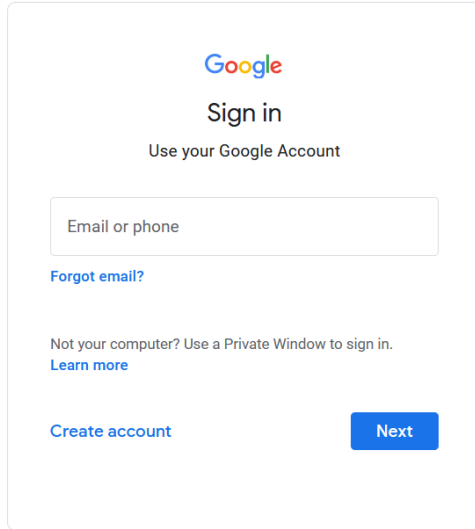 Google
Sign in
Use your Google Account
Email or phone
Forgot email?
Not your computer? Use a Private Window to sign in.
Learn more
Create account
Next